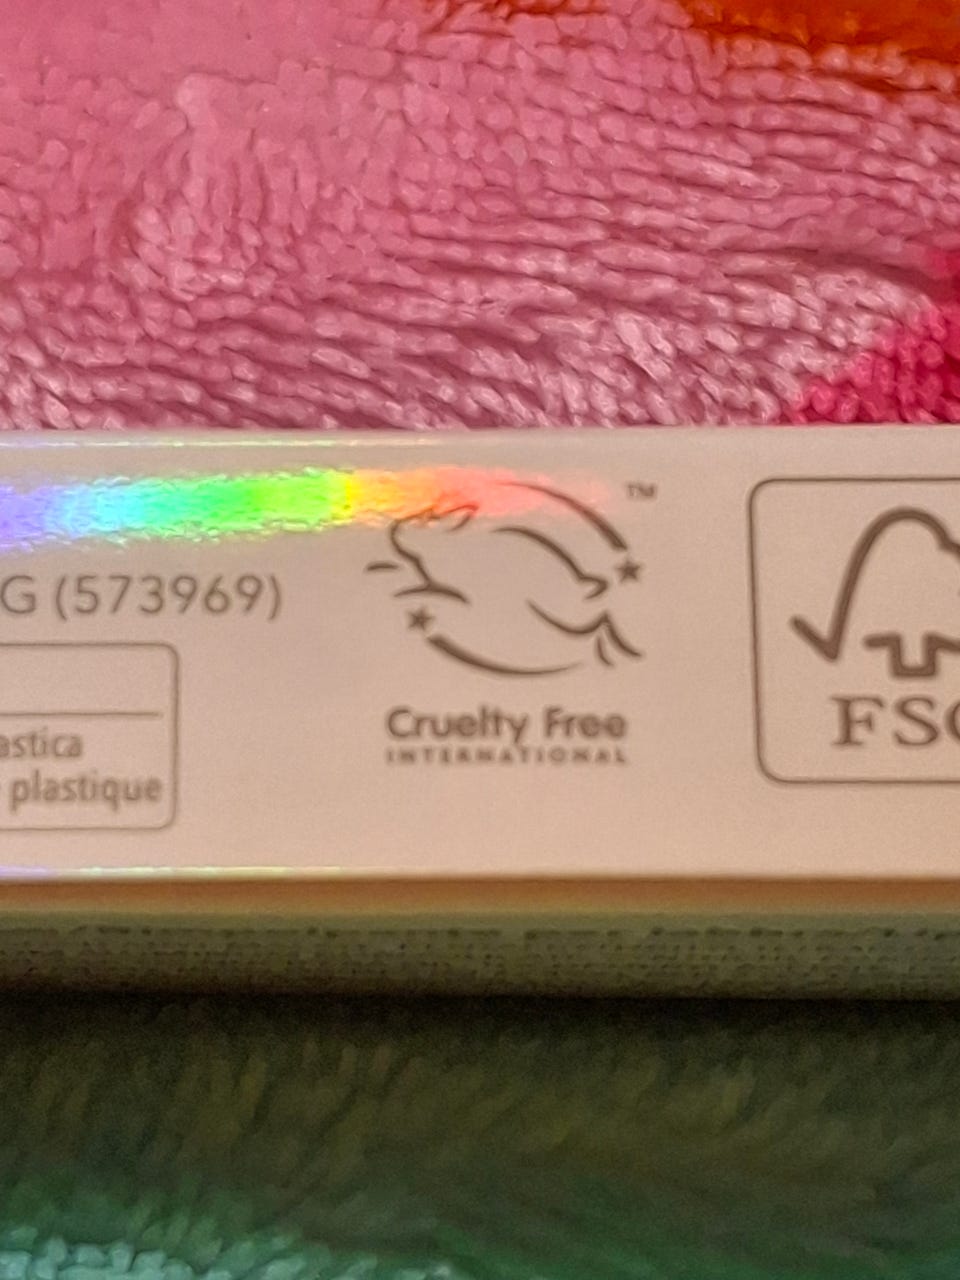 G (573969)
astica
plastique
TM
Cruelty Free
INTERNATIONAL
FSC